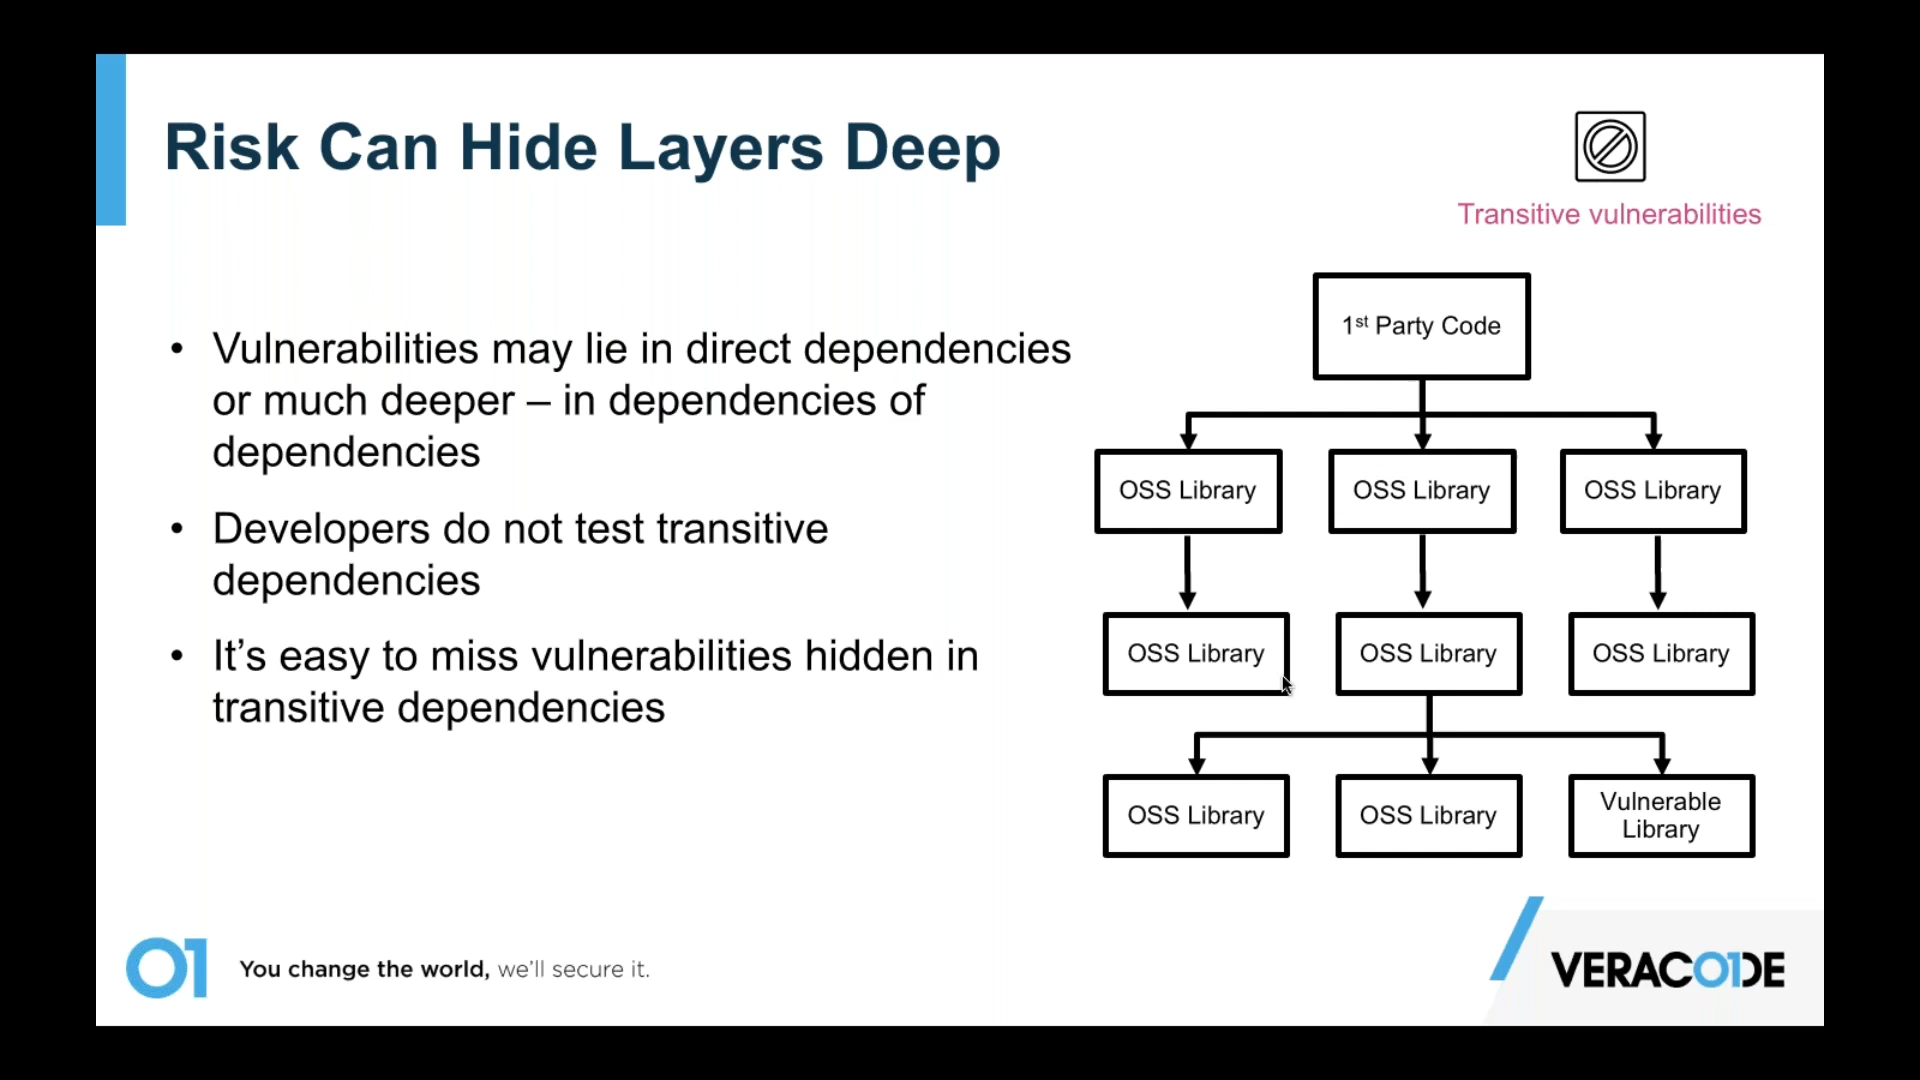 Risk Can Hide Layers Deep
Transitive vulnerabilities
• Vulnerabilities may lie in direct dependencies
or much deeper – in dependencies of
dependencies
• Developers do not test transitive
dependencies
• It’s easy to miss vulnerabilities hidden in
transitive dependencies
1st Party Code
OSS Library
OSS Library
OSS Library
OSS Library
OSS Library
OSS Library
OSS Library
OSS Library
Vulnerable
Library
01
You change the world, we’ll secure it.
VERACODE